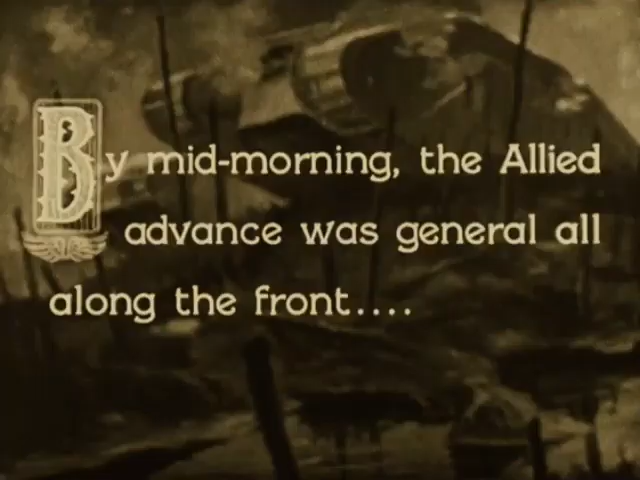 By mid-morning, the Allied
advance was general all
along the front....